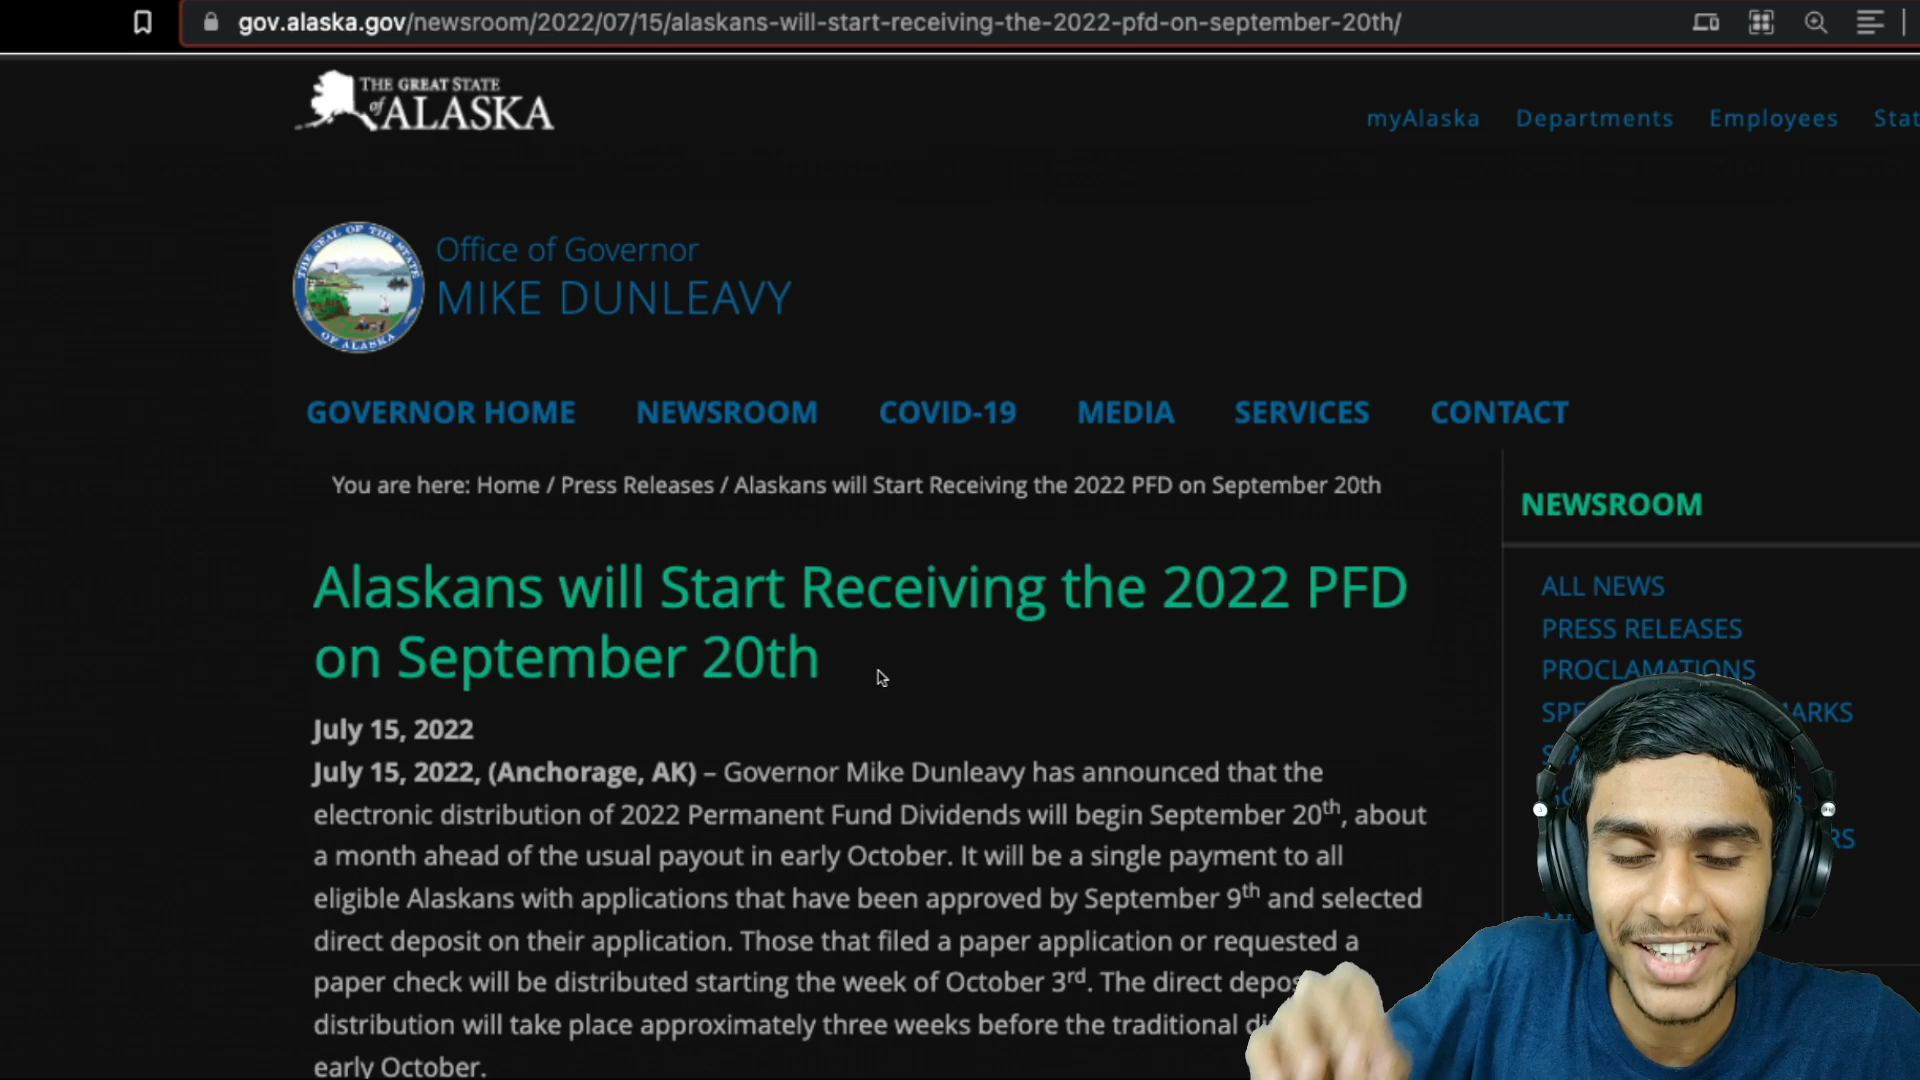 gov.alaska.gov/newsroom/2022/07/15/alaskans-will-start-receiving-the-2022-pfd-on-september-20th/
THE GREAT STATE
of ALASKA
myAlaska Departments Employees Stat
THE SEAL OF THE STATE OF ALASKA
Office of Governor
MIKE DUNLEAVY
GOVERNOR HOME NEWSROOM COVID-19 MEDIA SERVICES CONTACT
You are here: Home / Press Releases / Alaskans will Start Receiving the 2022 PFD on September 20th
Alaskans will Start Receiving the 2022 PFD
on September 20th
July 15, 2022
July 15, 2022, (Anchorage, AK) – Governor Mike Dunleavy has announced that the
electronic distribution of 2022 Permanent Fund Dividends will begin September 20th, about
a month ahead of the usual payout in early October. It will be a single payment to all
eligible Alaskans with applications that have been approved by September 9th and selected
direct deposit on their application. Those that filed a paper application or requested a
paper check will be distributed starting the week of October 3rd. The direct depos
distribution will take place approximately three weeks before the traditional di
early October.
NEWSROOM
ALL NEWS
PRESS RELEASES
PROCLAMATIONS